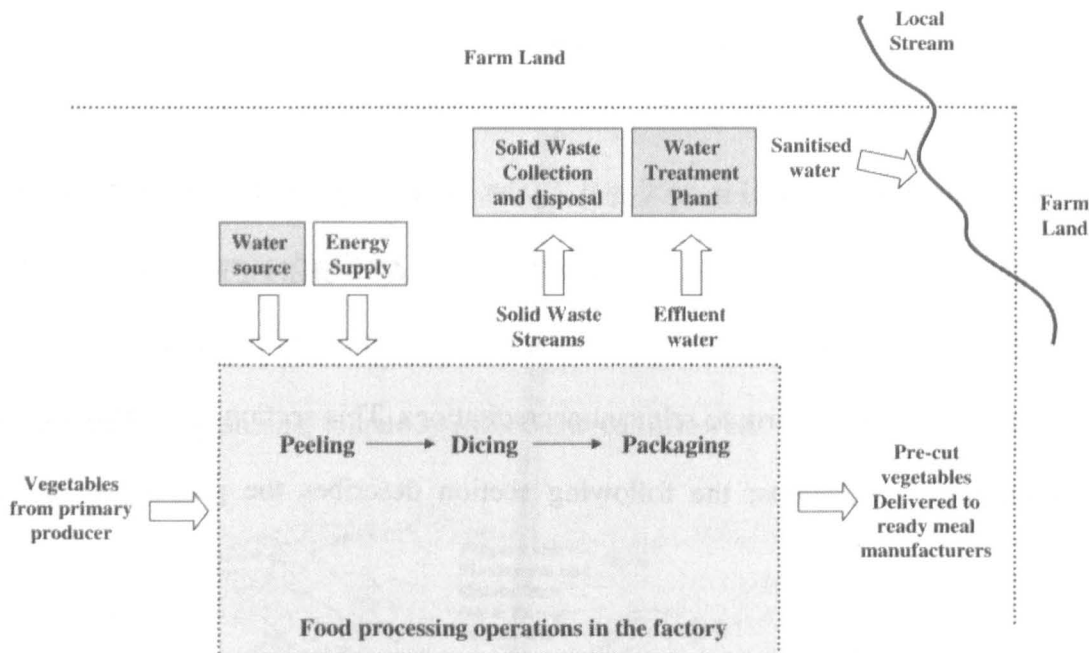 Local
Stream
Farm Land
Solid Waste
Collection
and disposal
Water
Treatment
Plant
Sanitised
water
Farm
Land
Water
source
Energy
Supply
Solid Waste
Streams
Effluent
water
Peeling
Dicing
Packaging
Vegetables
from primary
producer
Pre-cut
vegetables
Delivered to
ready meal
manufacturers
Food processing operations in the factory